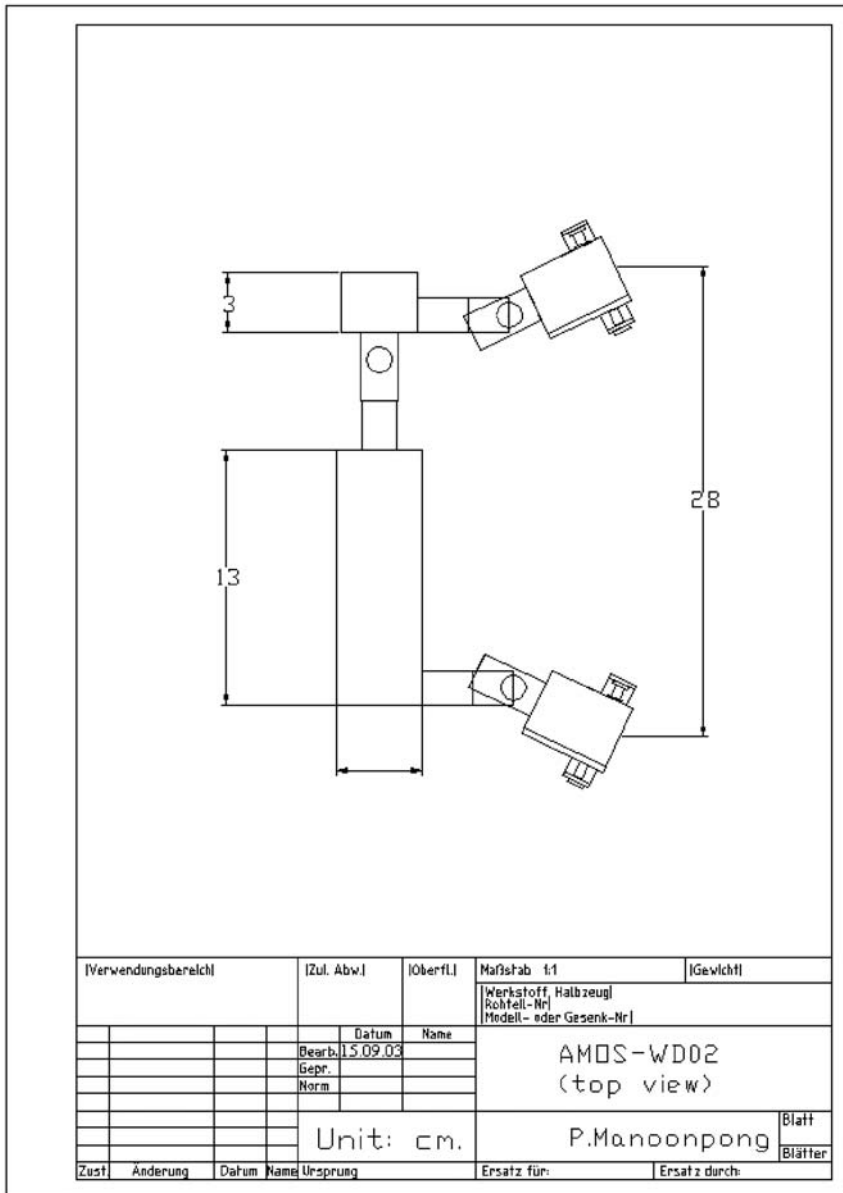 3
28
13
|Verwendungsbereich|
|Zul. Abw.|
|Oberfl.|
Maßstab 1:1
|Gewicht|
|Werkstoff, Halbzeug|
Rohteil-Nr|
|Modell- oder Gesenk-Nr|
Datum Name
Bearb. 15.09.03
Gepr.
Norm
AMOS-WD02
(top view)
Unit: cm.
P.Manoonpong
Blatt
Blätter
Zust. Änderung Datum Name Ursprung Ersatz für: Ersatz durch: